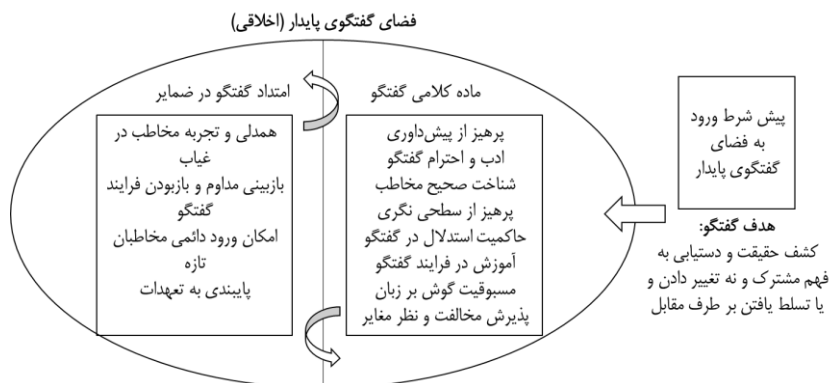 فضای گفتگوی پایدار (اخلاقی)
پیش شرط ورود
به فضای
گفتگوی پایدار
هدف گفتگو:
کشف حقیقت و دستیابی به
فهم مشترک و نه تغییر دادن و
یا تسلط یافتن بر طرف مقابل
ماده کلامی گفتگو
پرهیز از پیش‌داوری
ادب و احترام گفتگو
شناخت صحیح مخاطب
پرهیز از سطحی نگری
حاکمیت استدلال در گفتگو
آموزش در فرایند گفتگو
مسبوقیت گوش بر زبان
پذیرش مخالفت و نظر مغایر
امتداد گفتگو در ضمایر
همدلی و تجربه مخاطب در
غیاب
بازبینی مداوم و بازبودن فرایند
گفتگو
امکان ورود دائمی مخاطبان
تازه
پایبندی به تعهدات